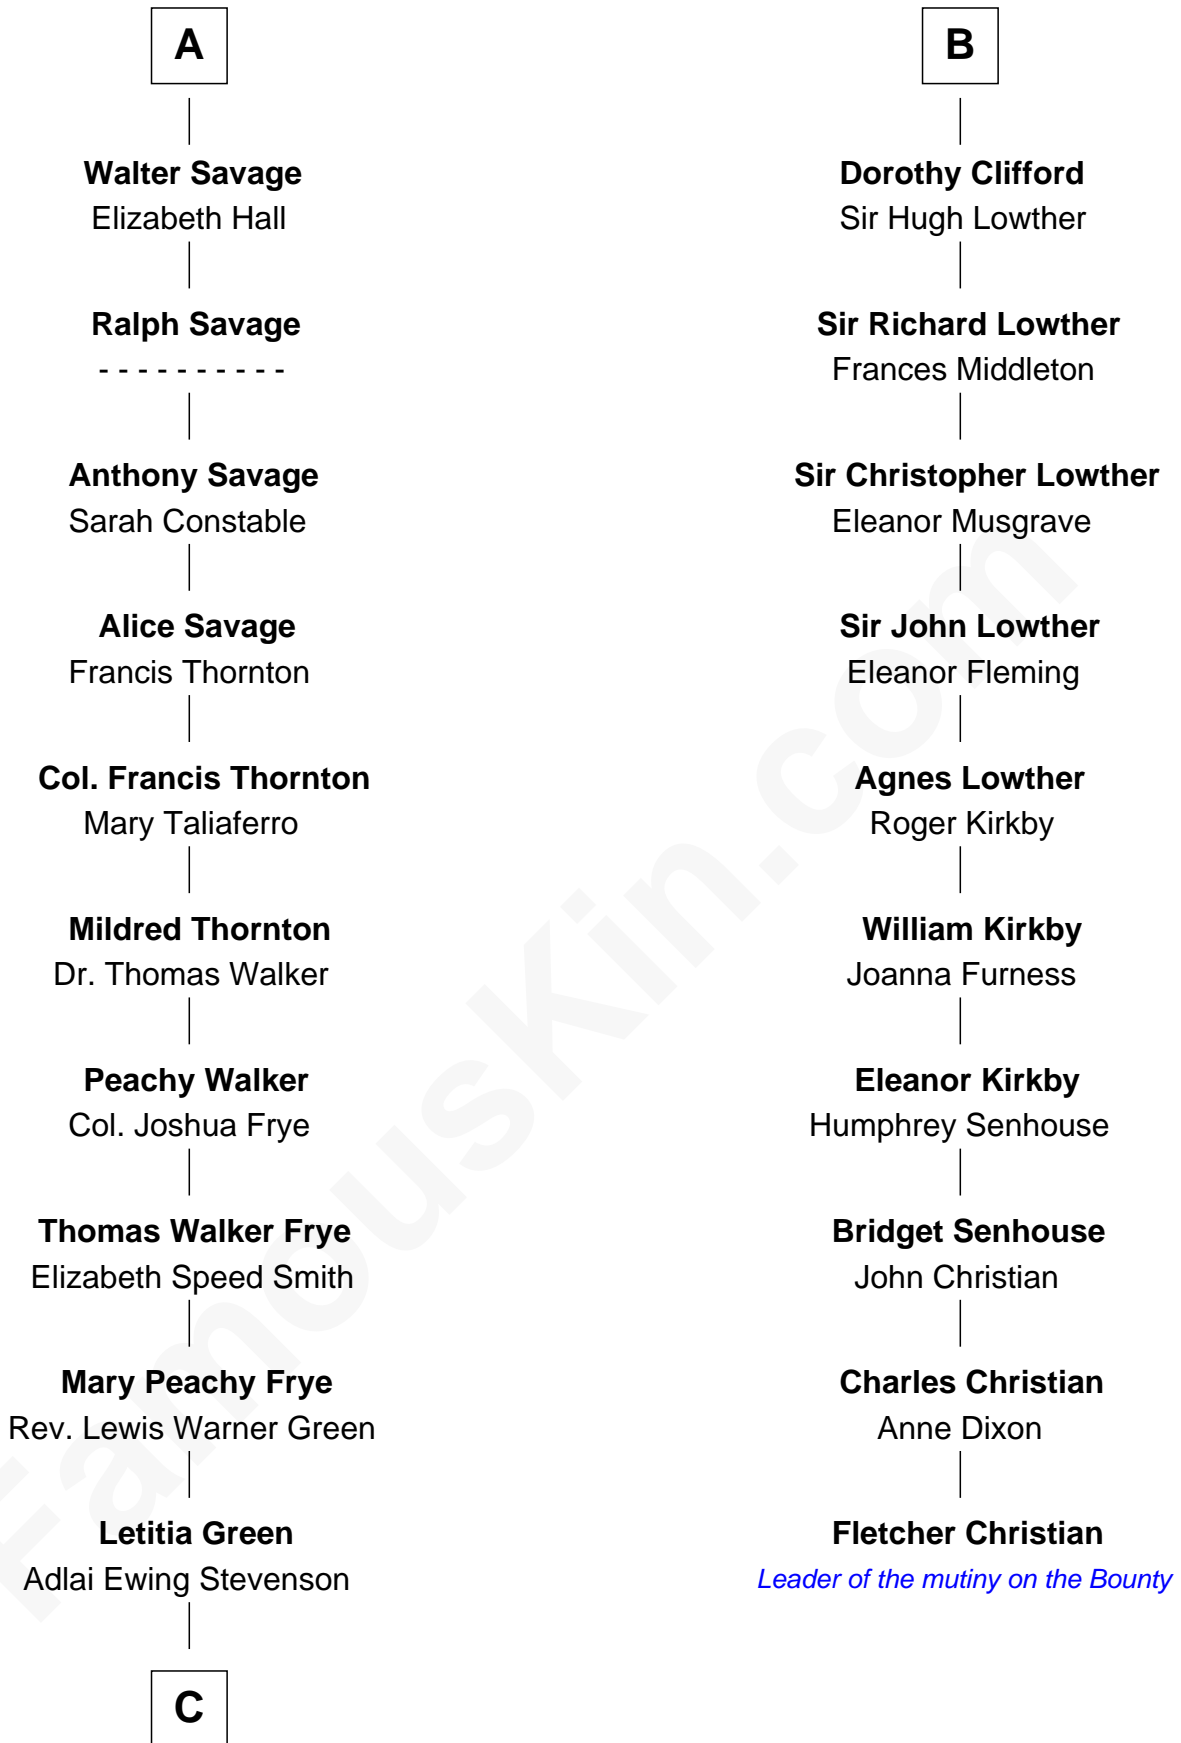 A
Walter Savage
Elizabeth Hall
Ralph Savage
- - - - - - - - - -
Anthony Savage
Sarah Constable
Alice Savage
Francis Thornton
Col. Francis Thornton
Mary Taliaferro
Mildred Thornton
Dr. Thomas Walker
Peachy Walker
Col. Joshua Frye
Thomas Walker Frye
Elizabeth Speed Smith
Mary Peachy Frye
Rev. Lewis Warner Green
Letitia Green
Adlai Ewing Stevenson
C
B
Dorothy Clifford
Sir Hugh Lowther
Sir Richard Lowther
Frances Middleton
Sir Christopher Lowther
Eleanor Musgrave
Sir John Lowther
Eleanor Fleming
Agnes Lowther
Roger Kirkby
William Kirkby
Joanna Furness
Eleanor Kirkby
Humphrey Senhouse
Bridget Senhouse
John Christian
Charles Christian
Anne Dixon
Fletcher Christian
Leader of the mutiny on the Bounty
FamousKin.com